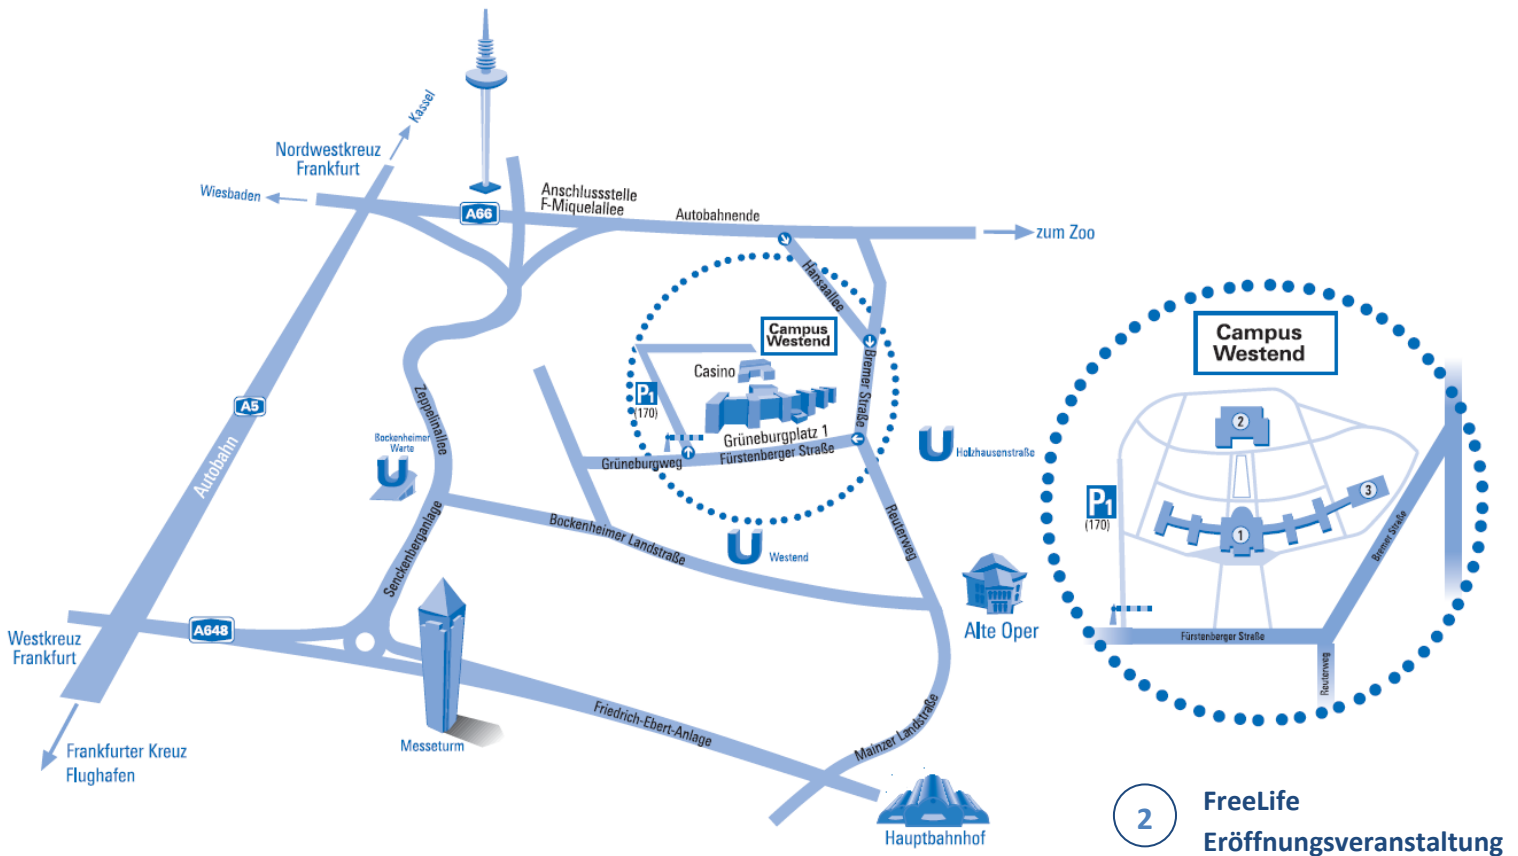 Kassel
Nordwestkreuz
Frankfurt
Wiesbaden
A66
Anschlussstelle
F-Miquelallee
Autobahnende
zum Zoo
Hansaallee
Campus
Westend
Casino
P1
(170)
Bremer Straße
Grüneburgplatz 1
Grüneburgweg
Fürstenberger Straße
Holzhausenstraße
Zeppelinallee
A5
Autobahn
Bockenheimer
Warte
Senckenberganlage
Bockenheimer Landstraße
Westend
Reuterweg
Alte Oper
A648
Westkreuz
Frankfurt
Messeturm
Friedrich-Ebert-Anlage
Mainzer Landstraße
Frankfurter Kreuz
Flughafen
Hauptbahnhof
Campus
Westend
2
3
1
P1
(170)
Bremer Straße
Fürstenberger Straße
Reuterweg
2
FreeLife
Eröffnungsveranstaltung